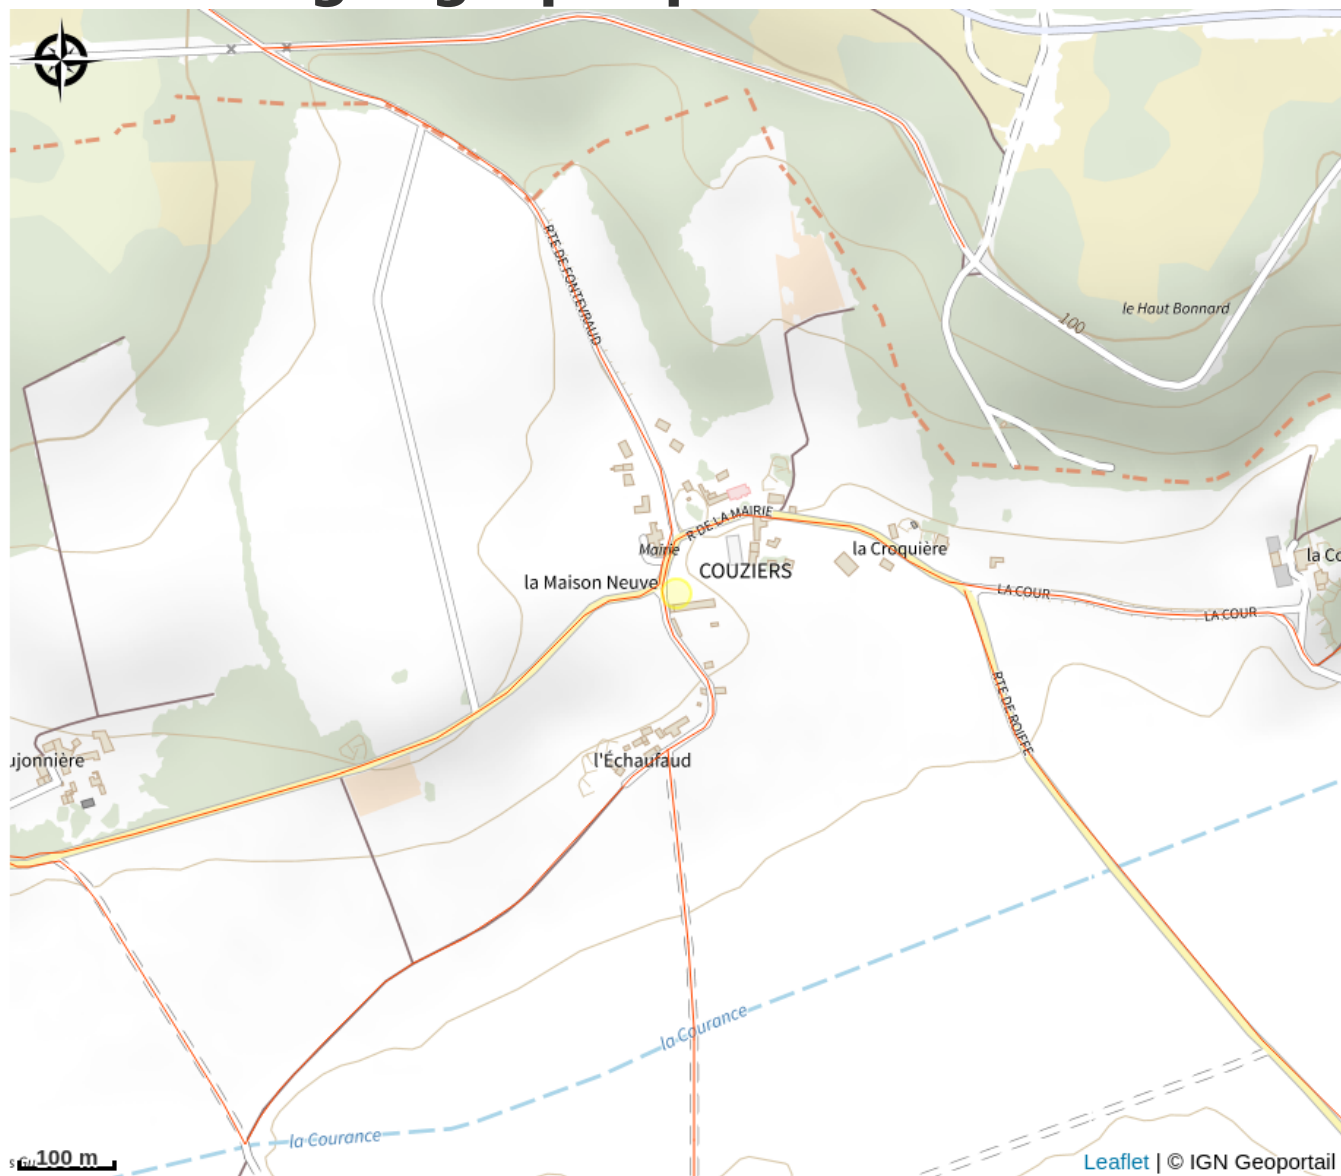 RTE DE FONTEVRAUD
le Haut Bonnard
100
R DE LA MAIRIE
Mairie
la Croquière
COUZIERS
la Maison Neuve
LA COUR
LA COUR
RTE DE ROIFFE
l'Échaufaud
la Courance
la Courance
100 m
Leaflet | © IGN Geoportail